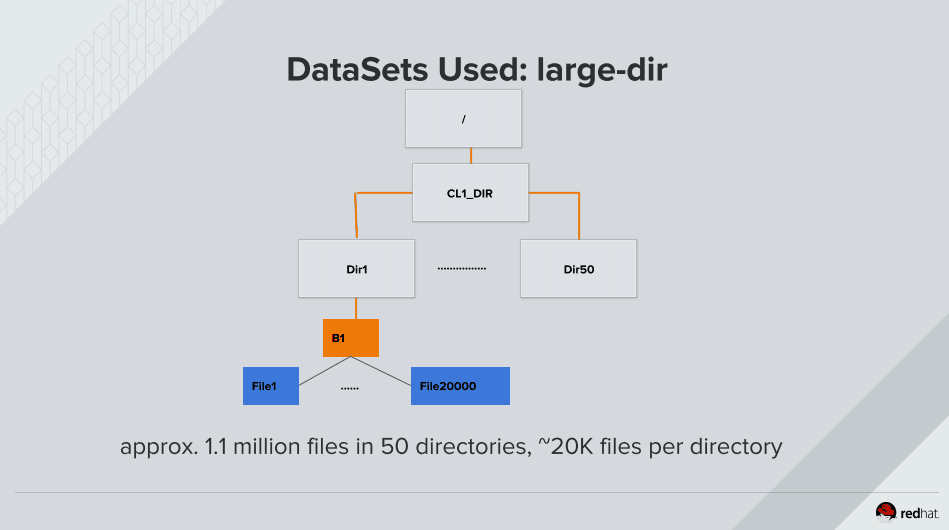 DataSets Used: large-dir
/
CL1_DIR
Dir1
................
Dir50
B1
File1
......
File20000
approx. 1.1 million files in 50 directories, ~20K files per directory
redhat.